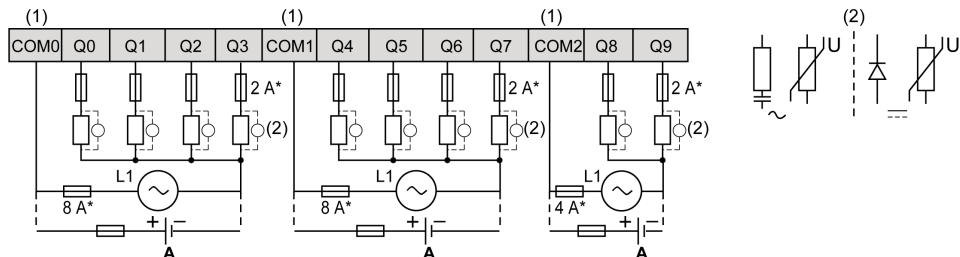 (1) (1) (1) (2)
COM0 Q0 Q1 Q2 Q3 COM1 Q4 Q5 Q6 Q7 COM2 Q8 Q9
U U
2 A* 2 A* 2 A*
(2) (2)
L1 L1 L1
8 A* 8 A* 4 A*
+ − + − + −
A A A